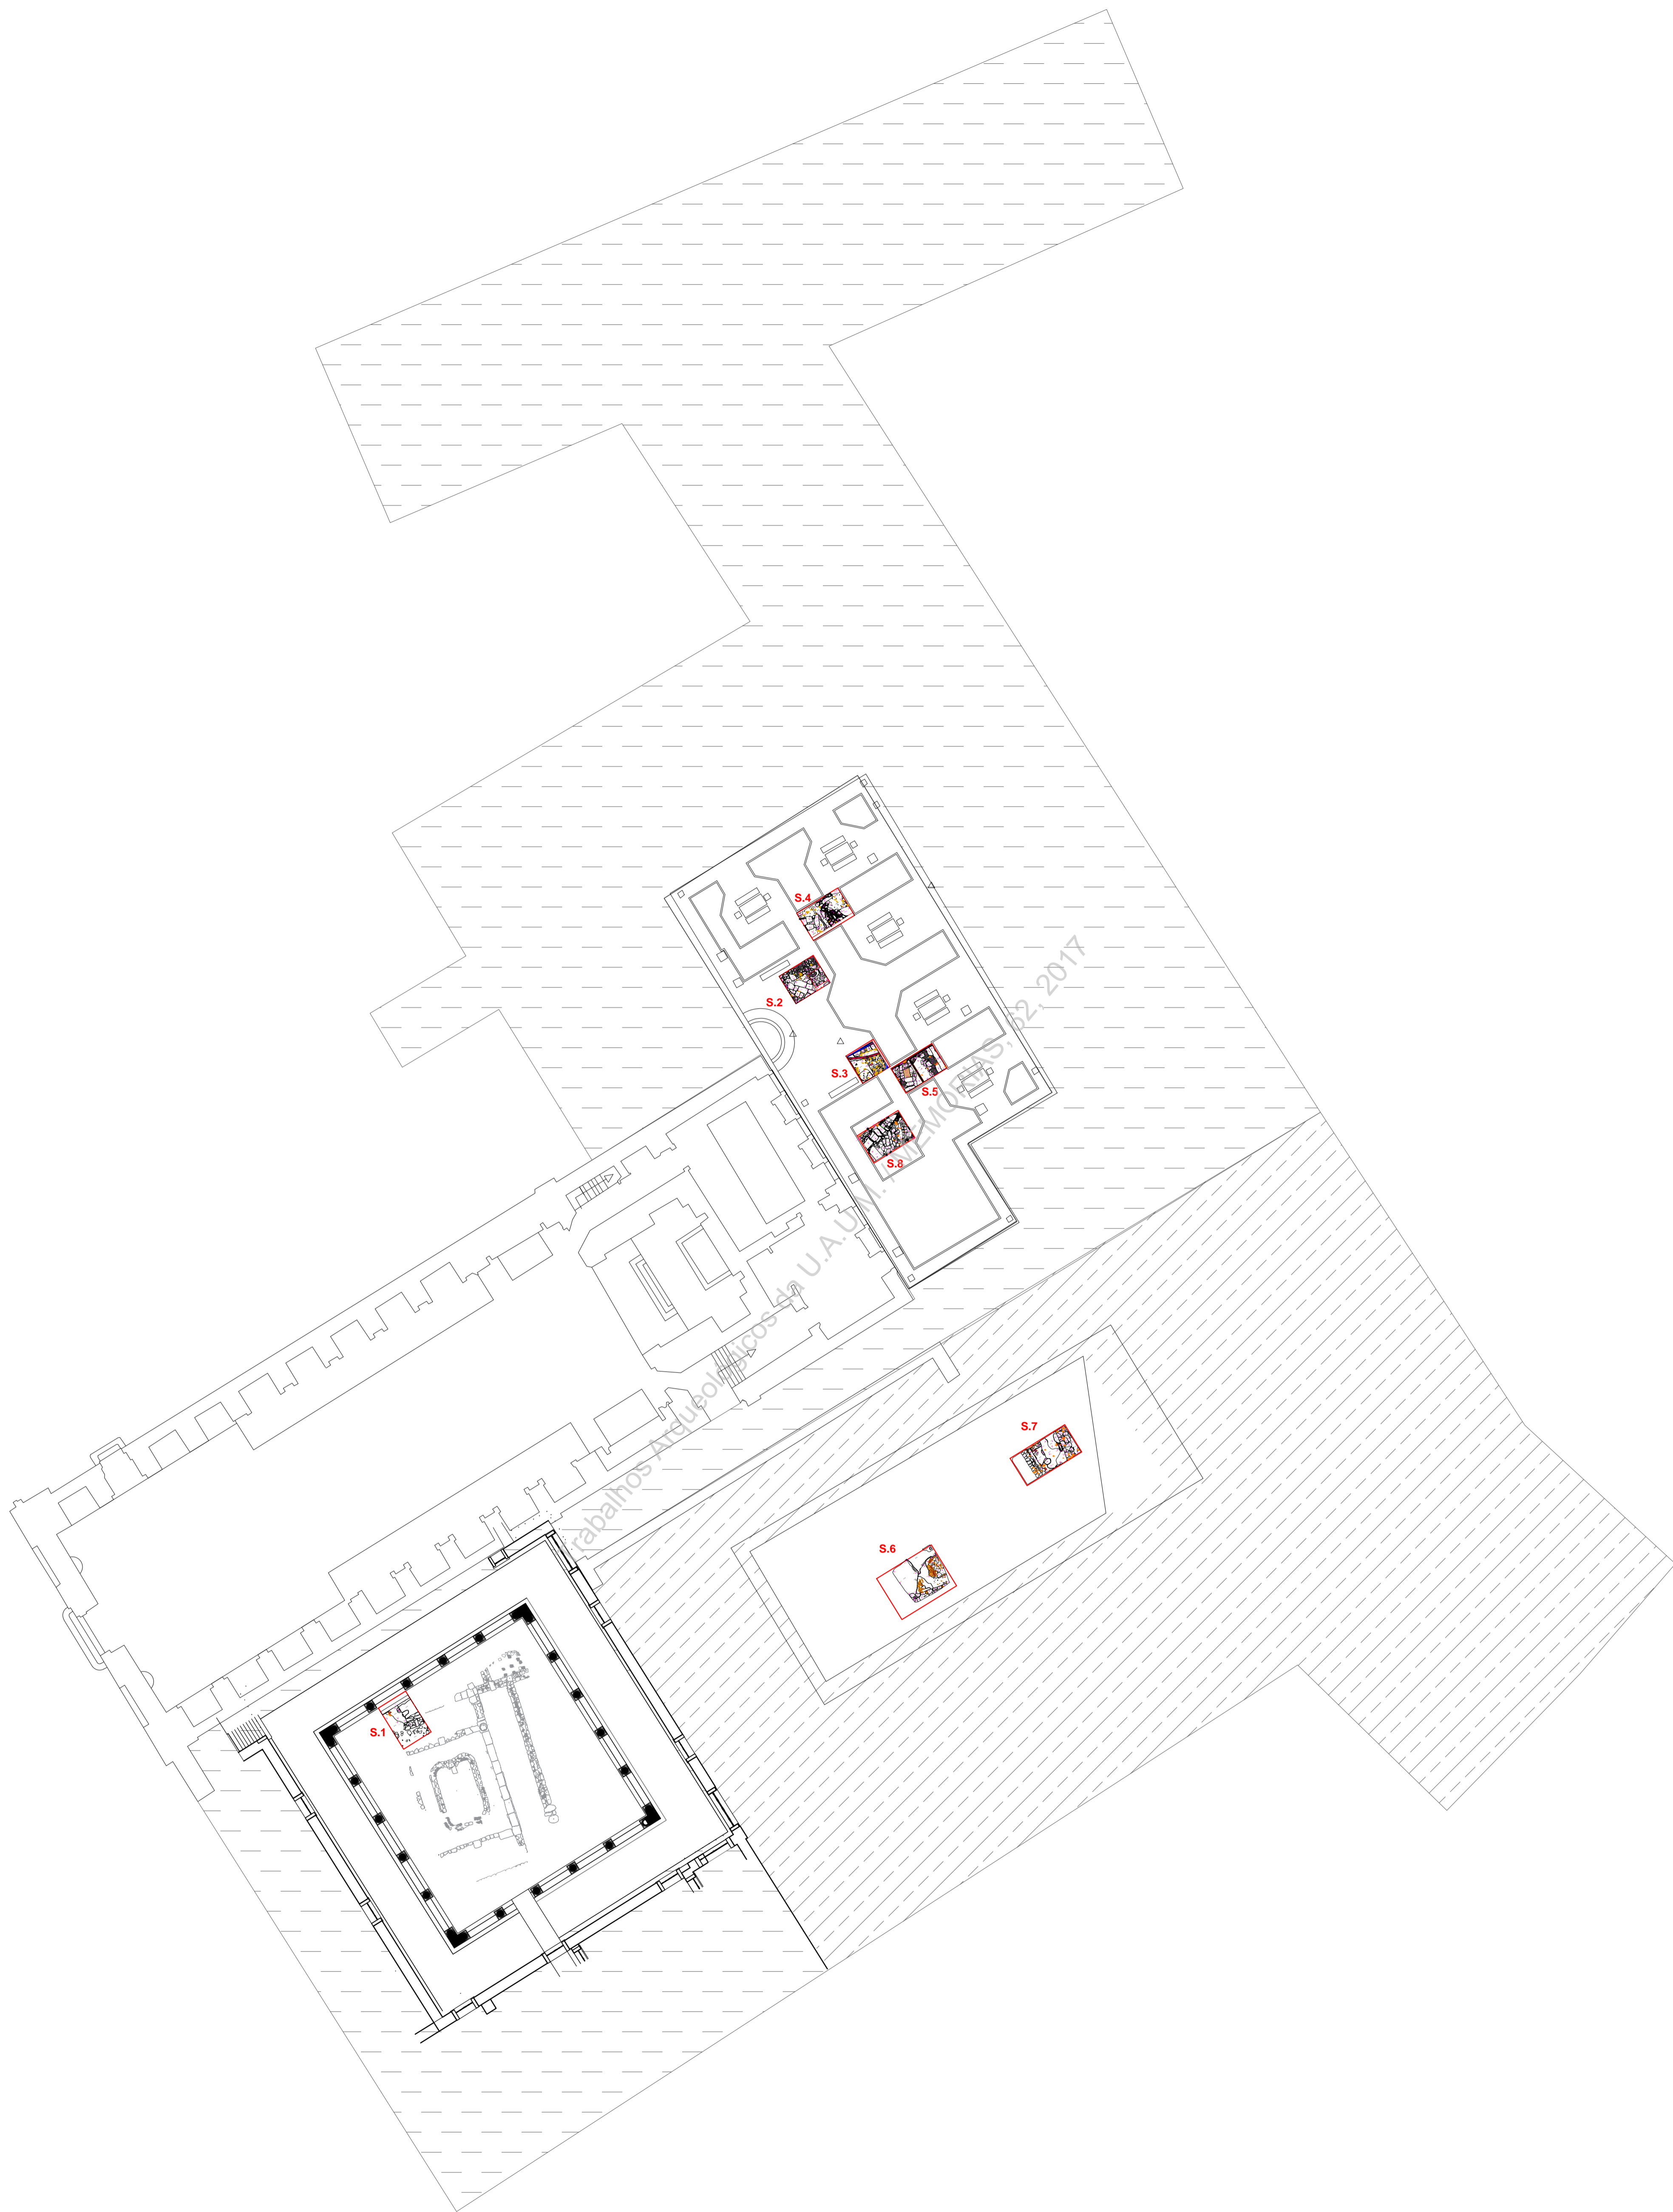 S.4
S.2
S.3
S.5
S.8
S.7
S.6
S.1
Trabalhos Arqueológicos da U.A.U.M. / MEMÓRIAS, 62, 2017